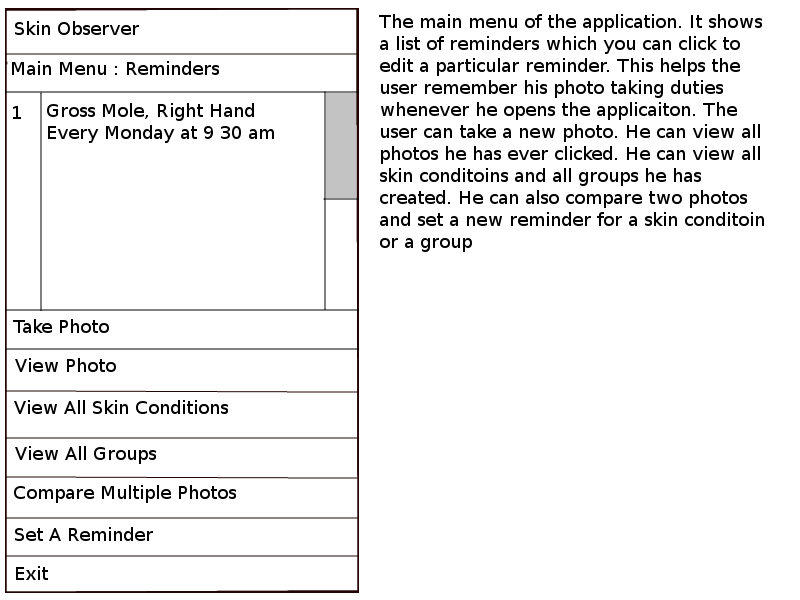 Skin Observer
Main Menu : Reminders
1
Gross Mole, Right Hand
Every Monday at 9 30 am
Take Photo
View Photo
View All Skin Conditions
View All Groups
Compare Multiple Photos
Set A Reminder
Exit
The main menu of the application. It shows
a list of reminders which you can click to
edit a particular reminder. This helps the
user remember his photo taking duties
whenever he opens the applicaiton. The
user can take a new photo. He can view all
photos he has ever clicked. He can view all
skin conditoins and all groups he has
created. He can also compare two photos
and set a new reminder for a skin conditoin
or a group